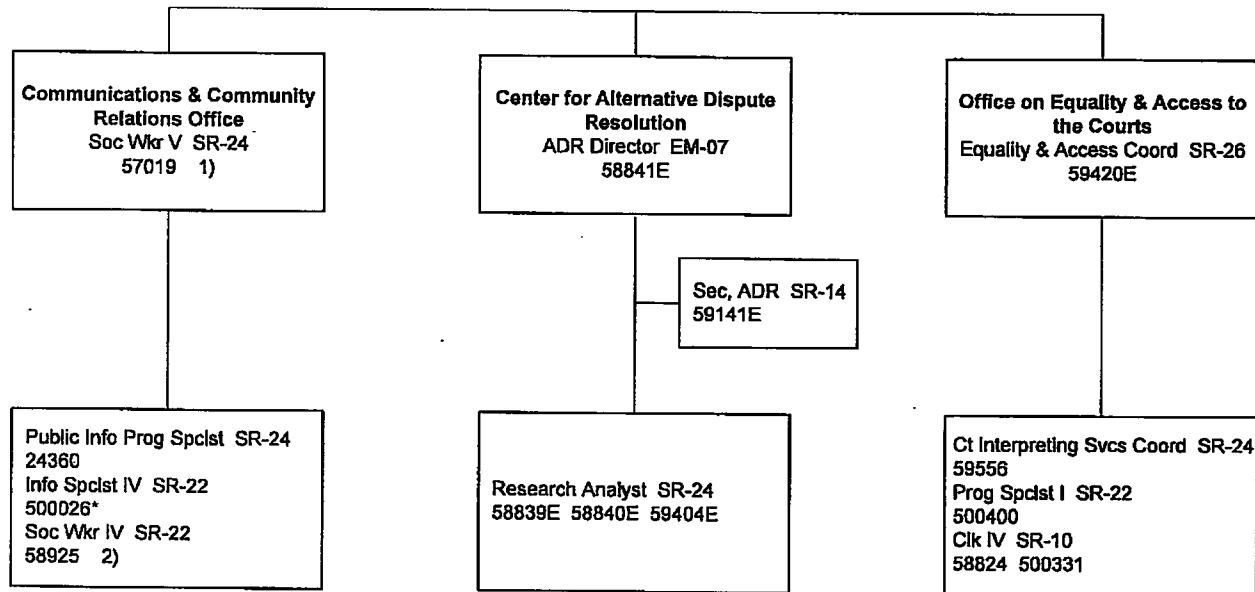 Communications & Community
Relations Office
Soc Wkr V SR-24
57019 1)
Center for Alternative Dispute
Resolution
ADR Director EM-07
58841E
Office on Equality & Access to
the Courts
Equality & Access Coord SR-26
59420E
Sec, ADR SR-14
59141E
Public Info Prog Spclst SR-24
24360
Info Spclst IV SR-22
500026*
Soc Wkr IV SR-22
58925 2)
Research Analyst SR-24
58839E 58840E 59404E
Ct Interpreting Svcs Coord SR-24
59556
Prog Spclst I SR-22
500400
Clk IV SR-10
58824 500331